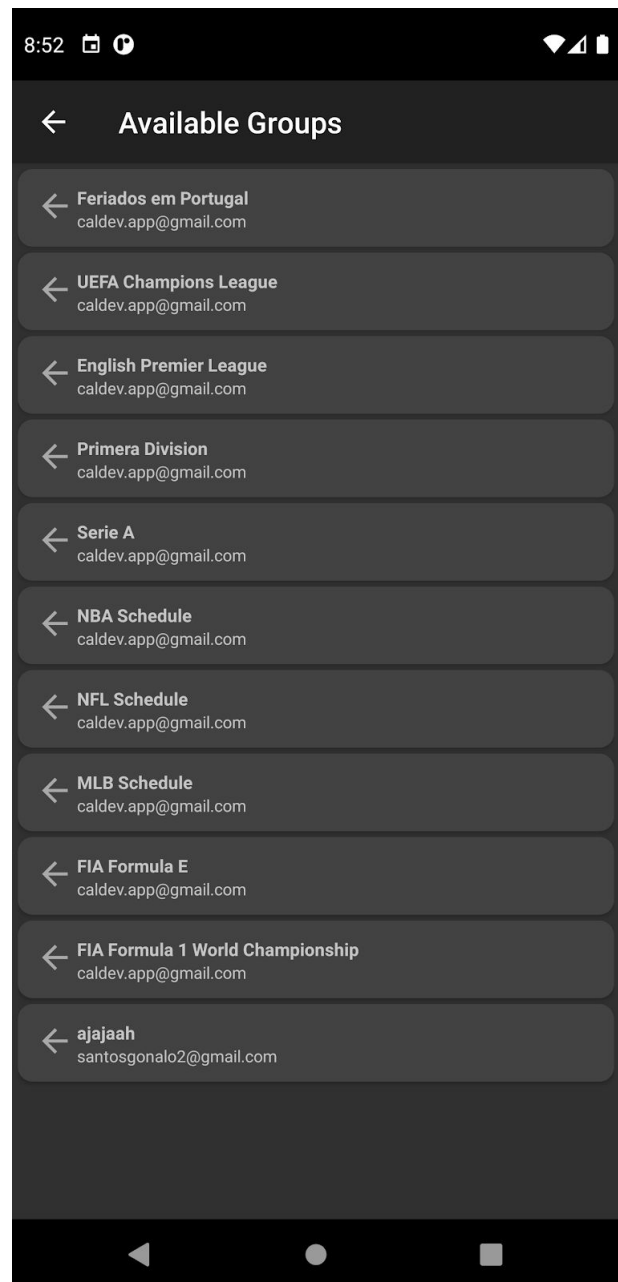 8:52
Available Groups
Feriados em Portugal
caldev.app@gmail.com
UEFA Champions League
caldev.app@gmail.com
English Premier League
caldev.app@gmail.com
Primera Division
caldev.app@gmail.com
Serie A
caldev.app@gmail.com
NBA Schedule
caldev.app@gmail.com
NFL Schedule
caldev.app@gmail.com
MLB Schedule
caldev.app@gmail.com
FIA Formula E
caldev.app@gmail.com
FIA Formula 1 World Championship
caldev.app@gmail.com
ajajaah
santosgonalo2@gmail.com